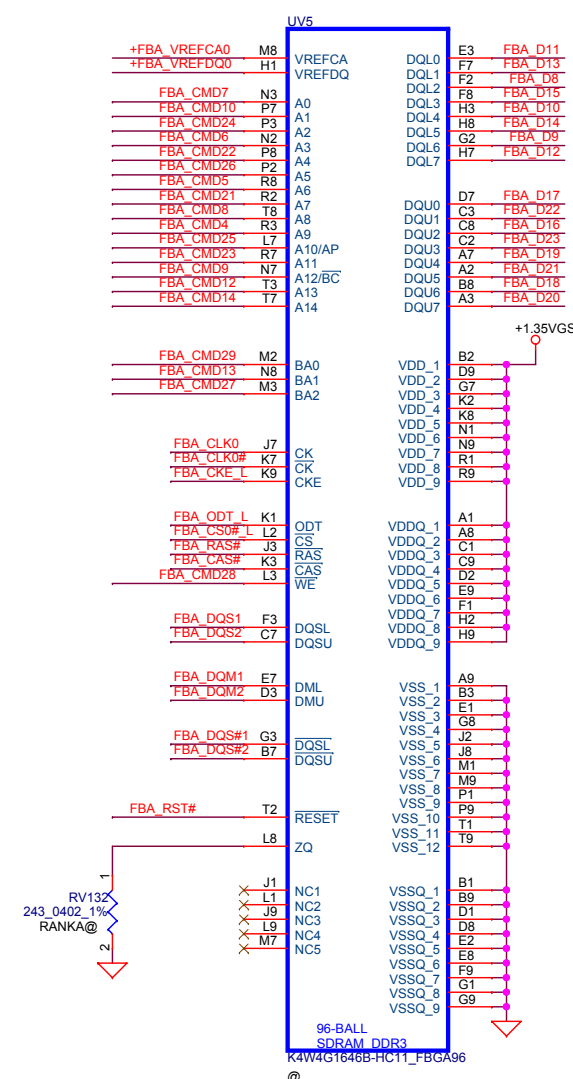 UV5
+FBA_VREFCA0 M8 VREFCA DQL0 E3 FBA_D11
+FBA_VREFDQ0 H1 VREFDQ DQL1 F7 FBA_D13
DQL2 F2 FBA_D8
FBA_CMD7 N3 A0 DQL3 F8 FBA_D15
FBA_CMD10 P7 A1 DQL4 H3 FBA_D10
FBA_CMD24 P3 A2 DQL5 H8 FBA_D14
FBA_CMD6 N2 A3 DQL6 G2 FBA_D9
FBA_CMD22 P8 A4 DQL7 H7 FBA_D12
FBA_CMD26 P2 A5
FBA_CMD5 R8 A6
FBA_CMD21 R2 A7 DQU0 D7 FBA_D17
FBA_CMD8 T8 A8 DQU1 C3 FBA_D22
FBA_CMD4 R3 A9 DQU2 C8 FBA_D16
FBA_CMD25 L7 A10/AP DQU3 C2 FBA_D23
FBA_CMD23 R7 A11 DQU4 A7 FBA_D19
FBA_CMD9 N7 A12/BC DQU5 A2 FBA_D21
FBA_CMD12 T3 A13 DQU6 B8 FBA_D18
FBA_CMD14 T7 A14 DQU7 A3 FBA_D20
+1.35VGS
FBA_CMD29 M2 BA0 VDD_1 B2
FBA_CMD13 N8 BA1 VDD_2 D9
FBA_CMD27 M3 BA2 VDD_3 G7
VDD_4 K2
VDD_5 K8
VDD_6 N1
FBA_CLK0 J7 CK VDD_7 N9
FBA_CLK0# K7 CK VDD_8 R1
FBA_CKE_L K9 CKE VDD_9 R9
FBA_ODT_L K1 ODT VDDQ_1 A1
FBA_CS0#_L L2 CS VDDQ_2 A8
FBA_RAS# J3 RAS VDDQ_3 C1
FBA_CAS# K3 CAS VDDQ_4 C9
FBA_CMD28 L3 WE VDDQ_5 D2
VDDQ_6 E9
VDDQ_7 F1
FBA_DQS1 F3 DQSL VDDQ_8 H2
FBA_DQS2 C7 DQSU VDDQ_9 H9
FBA_DQM1 E7 DML VSS_1 A9
FBA_DQM2 D3 DMU VSS_2 B3
VSS_3 E1
VSS_4 G8
FBA_DQS#1 G3 DQSL VSS_5 J2
FBA_DQS#2 B7 DQSU VSS_6 J8
VSS_7 M1
VSS_8 M9
VSS_9 P1
FBA_RST# T2 RESET VSS_10 P9
VSS_11 T1
L8 ZQ VSS_12 T9
J1 NC1 VSSQ_1 B1
L1 NC2 VSSQ_2 B9
J9 NC3 VSSQ_3 D1
L9 NC4 VSSQ_4 D8
M7 NC5 VSSQ_5 E2
VSSQ_6 E8
VSSQ_7 F9
VSSQ_8 G1
VSSQ_9 G9
1
RV132
243_0402_1%
RANKA@
2
96-BALL
SDRAM_DDR3
K4W4G1646B-HC11_FBGA96
@